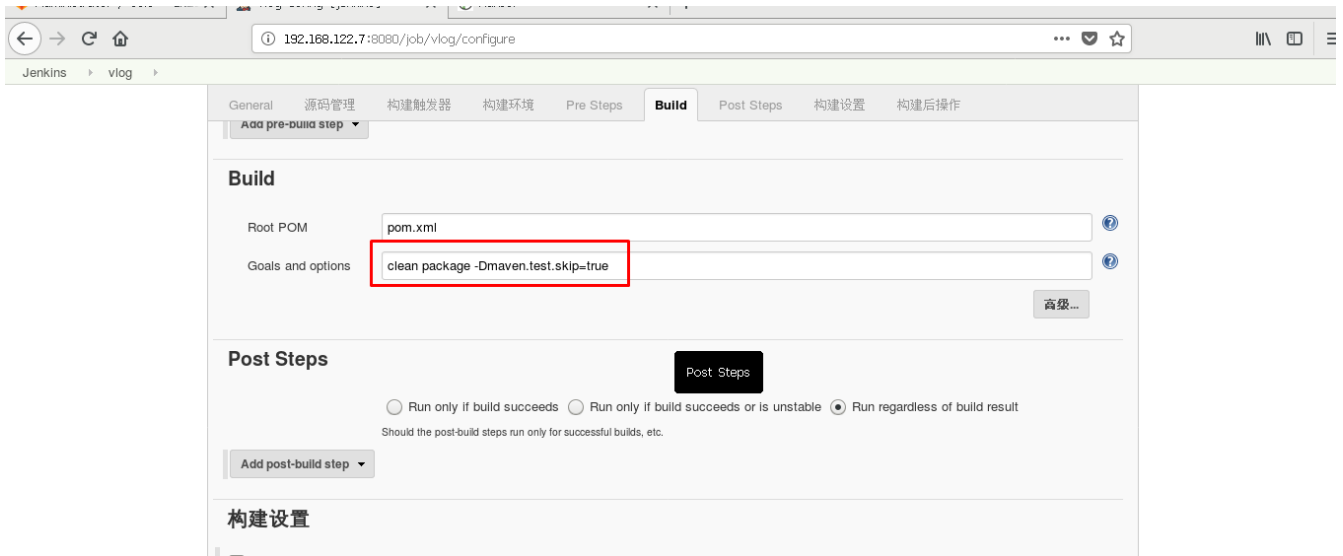 192.168.122.7:8080/job/vlog/configure
Jenkins vlog
General 源码管理 构建触发器 构建环境 Pre Steps Build Post Steps 构建设置 构建后操作
Add pre-build step
Build
Root POM pom.xml
Goals and options clean package -Dmaven.test.skip=true
高级...
Post Steps
Post Steps
Run only if build succeeds Run only if build succeeds or is unstable Run regardless of build result
Should the post-build steps run only for successful builds, etc.
Add post-build step
构建设置